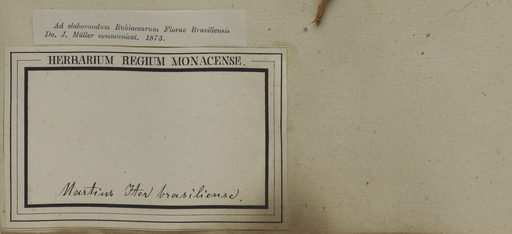 Ad elaborandum Rubiacearum Florae Brasiliensis
Do. J. Müller communicat. 1873.
HERBARIUM REGIUM MONACENSE.
Martius Iter brasiliense.